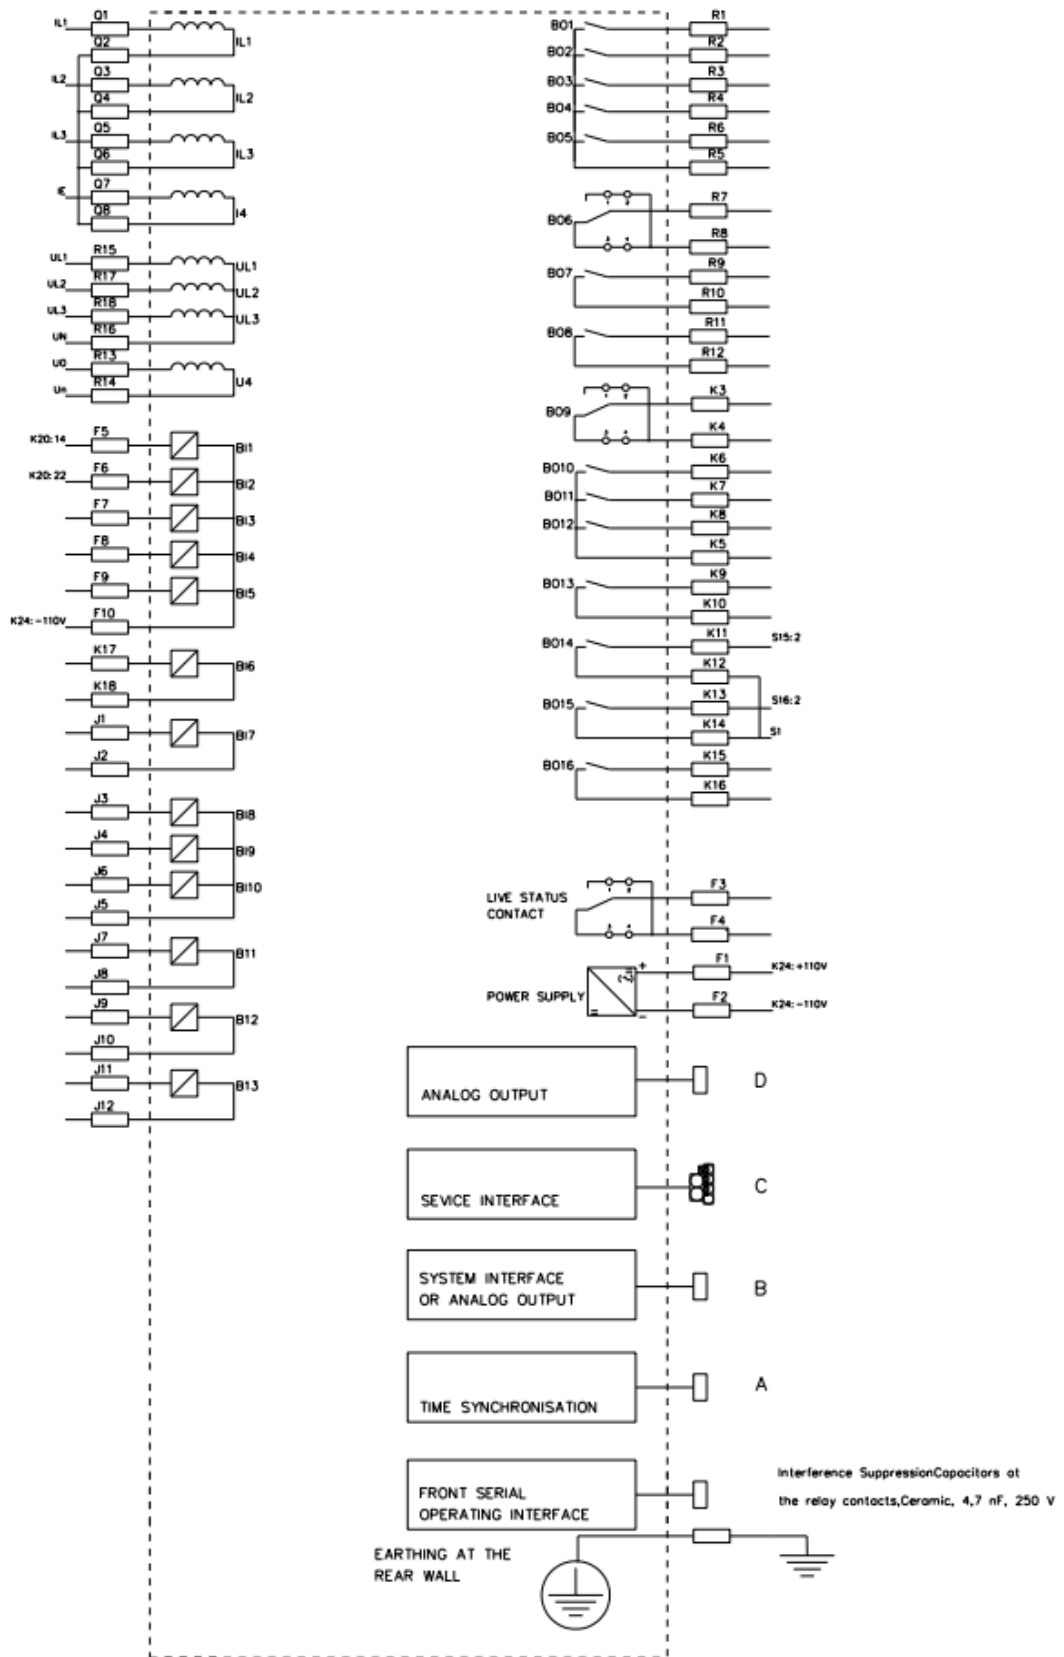 IL1 Q1
Q2 IL1
IL2 Q3
Q4 IL2
IL3 Q5
Q6 IL3
Q7
Q8 I4
UL1 R15 UL1
UL2 R17 UL2
UL3 R18 UL3
UN R16
U0 R13
Un R14 U4
K20:14 F5 BI1
K20:22 F6 BI2
F7 BI3
F8 BI4
F9 BI5
K24:-110V F10
K17 BI6
K18
J1 BI7
J2
J3 BI8
J4 BI9
J6 BI10
J5
J7 B11
J8
J9 B12
J10
J11 B13
J12
BO1 R1
BO2 R2
BO3 R3
BO4 R4
BO5 R6
R5
BO6 R7
R8
BO7 R9
R10
BO8 R11
R12
BO9 K3
K4
BO10 K6
BO11 K7
BO12 K8
K5
BO13 K9
K10
BO14 K11 S15:2
K12
BO15 K13 S16:2
K14 S1
BO16 K15
K16
LIVE STATUS
CONTACT
F3
F4
POWER SUPPLY
+ F1 K24:+110V
- F2 K24:-110V
ANALOG OUTPUT D
SEVICE INTERFACE C
SYSTEM INTERFACE
OR ANALOG OUTPUT B
TIME SYNCHRONISATION A
FRONT SERIAL
OPERATING INTERFACE
Interference SuppressionCapacitors at
the relay contacts,Ceramic, 4,7 nF, 250 V
EARTHING AT THE
REAR WALL